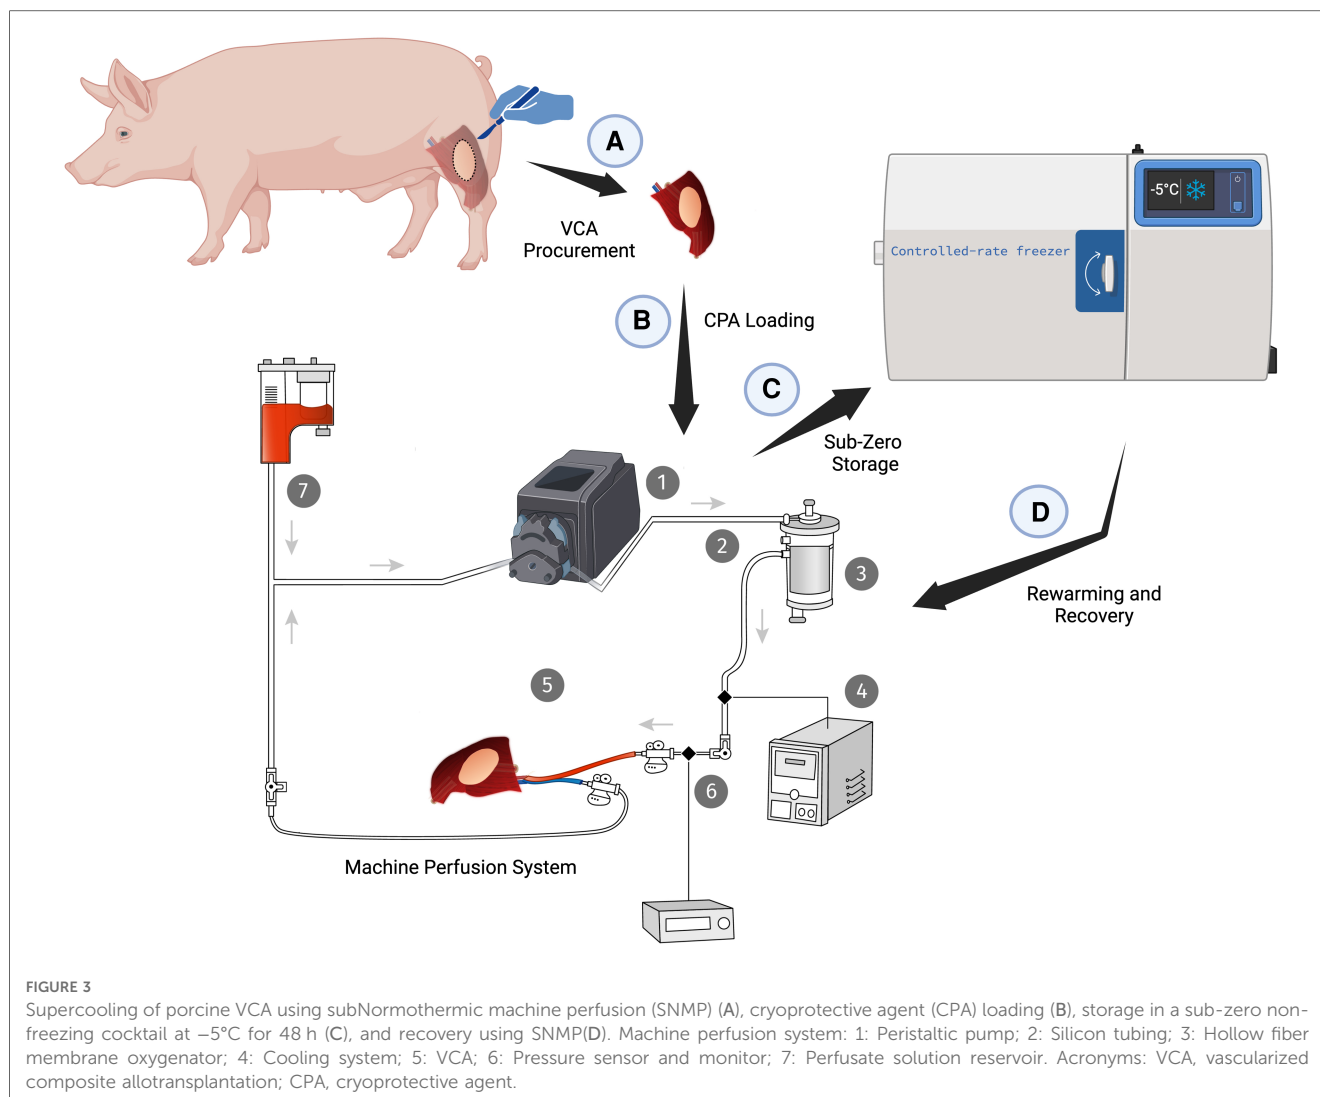 A
VCA
Procurement
-5°C
Controlled-rate freezer
B
CPA Loading
C
Sub-Zero
Storage
7
1
2
3
D
Rewarming and
Recovery
5
4
6
Machine Perfusion System
FIGURE 3
Supercooling of porcine VCA using subNormothermic machine perfusion (SNMP) (A), cryoprotective agent (CPA) loading (B), storage in a sub-zero non-
freezing cocktail at −5°C for 48 h (C), and recovery using SNMP(D). Machine perfusion system: 1: Peristaltic pump; 2: Silicon tubing; 3: Hollow fiber
membrane oxygenator; 4: Cooling system; 5: VCA; 6: Pressure sensor and monitor; 7: Perfusate solution reservoir. Acronyms: VCA, vascularized
composite allotransplantation; CPA, cryoprotective agent.